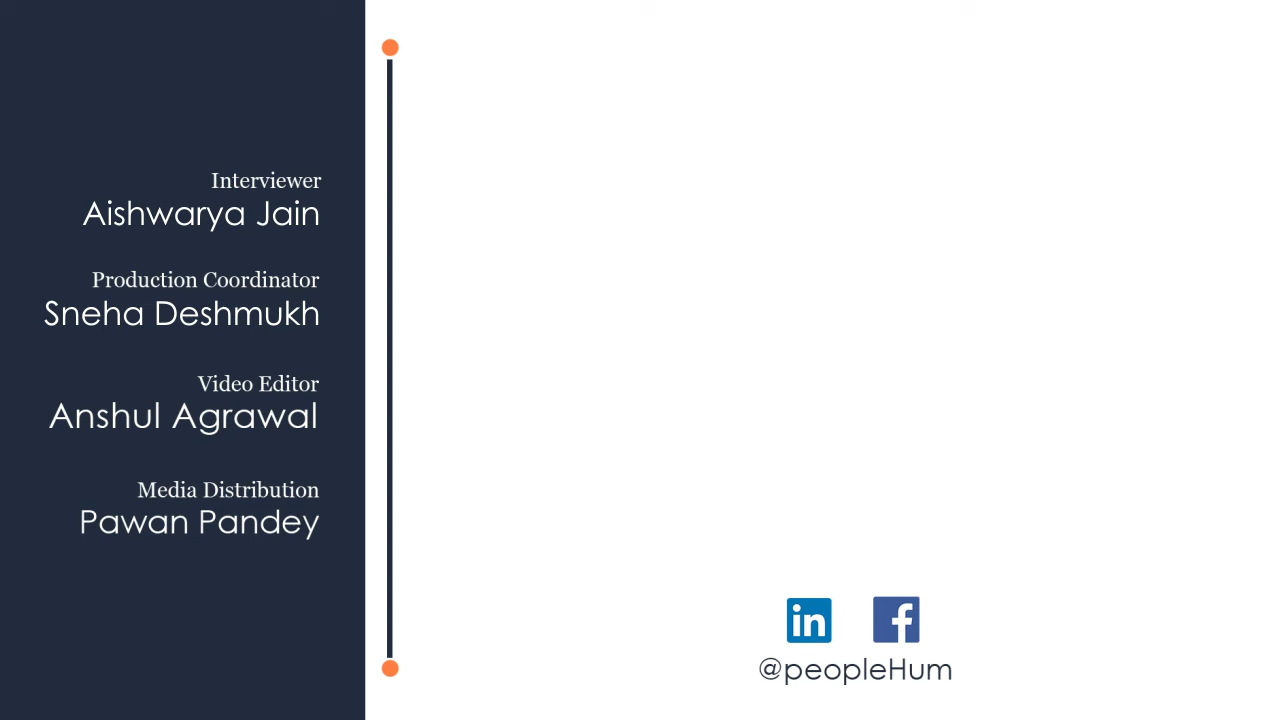 Interviewer
Aishwarya Jain
Production Coordinator
Sneha Deshmukh
Video Editor
Anshul Agrawal
Media Distribution
Pawan Pandey
in f
@peopleHum